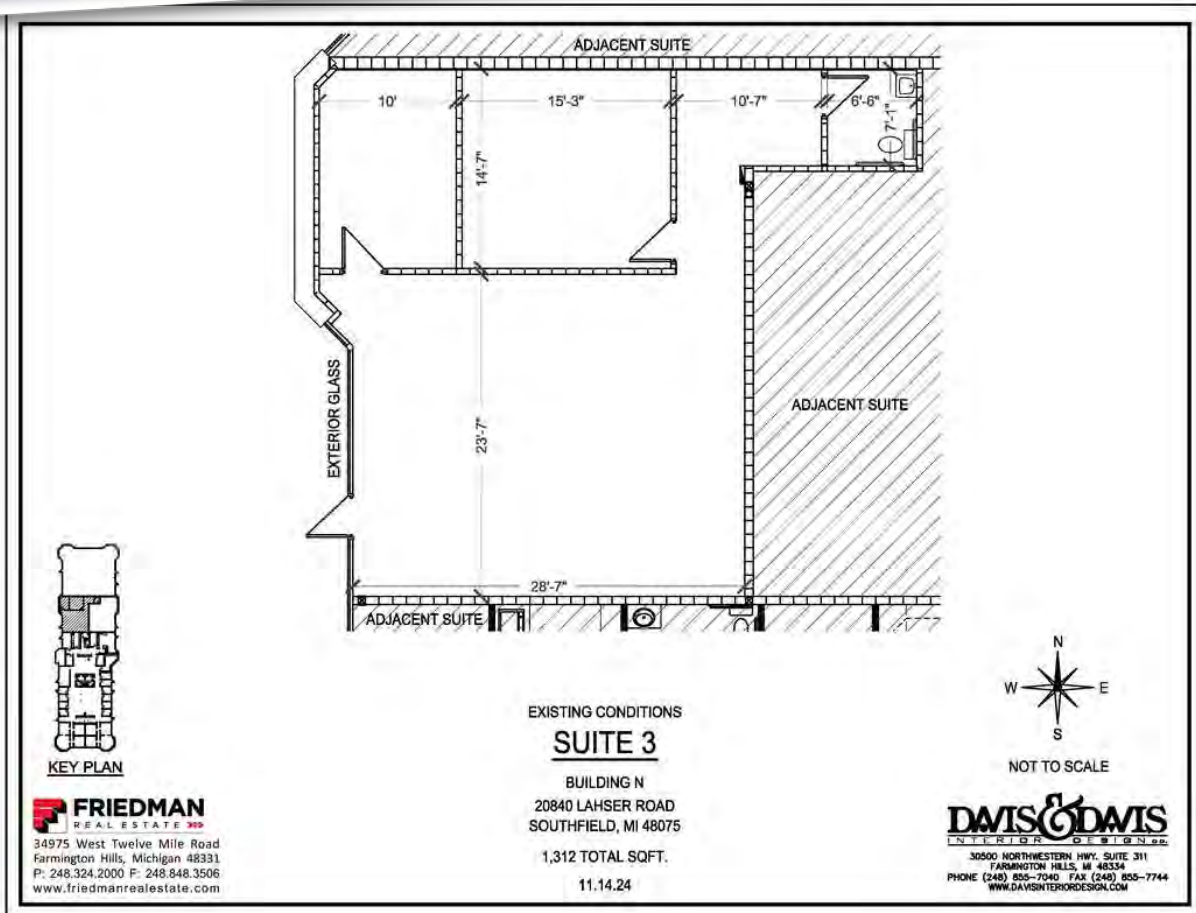 ADJACENT SUITE
10'
15'-3"
10'-7"
6'-6"
7'-1"
14'-7"
EXTERIOR GLASS
23'-7"
ADJACENT SUITE
28'-7"
ADJACENT SUITE
KEY PLAN
FRIEDMAN
REAL ESTATE
34975 West Twelve Mile Road
Farmington Hills, Michigan 48331
P: 248.324.2000 F: 248.848.3506
www.friedmanrealestate.com
EXISTING CONDITIONS
SUITE 3
BUILDING N
20840 LAHSER ROAD
SOUTHFIELD, MI 48075
1,312 TOTAL SQFT.
11.14.24
N
W E
S
NOT TO SCALE
DAVIS & DAVIS
INTERIOR DESIGN CO.
30500 NORTHWESTERN HWY. SUITE 311
FARMINGTON HILLS, MI 48334
PHONE (248) 855-7040 FAX (248) 855-7744
WWW.DAVISINTERIORDESIGN.COM